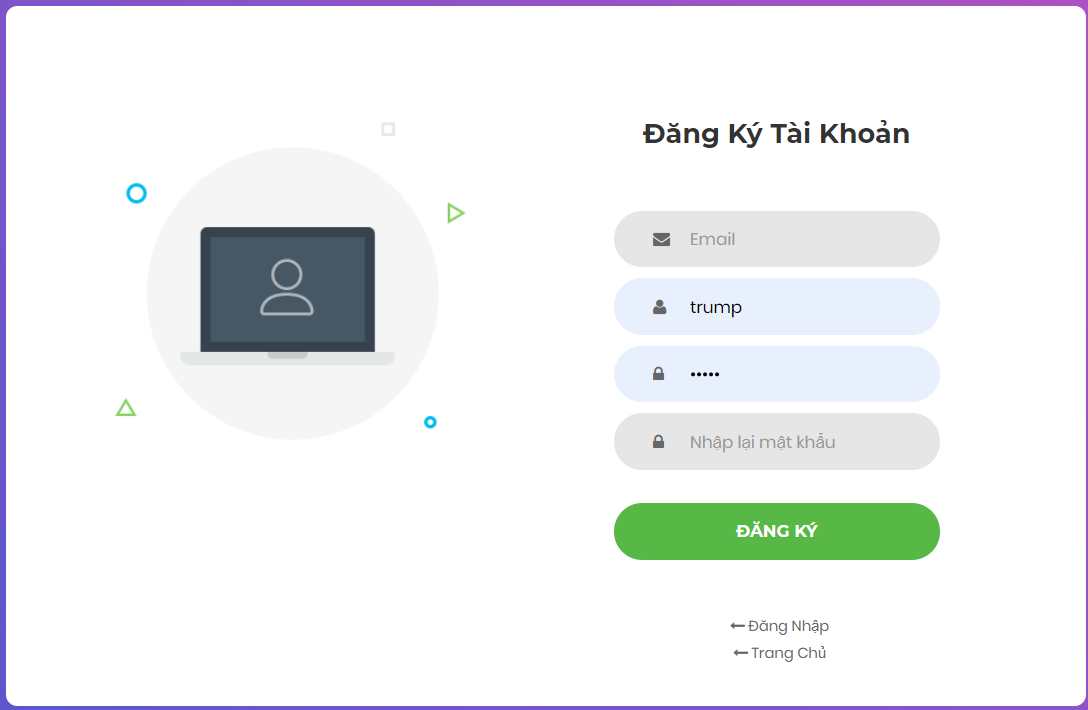 Đăng Ký Tài Khoản
Email
trump
•••••
Nhập lại mật khẩu
ĐĂNG KÝ
Đăng Nhập
Trang Chủ